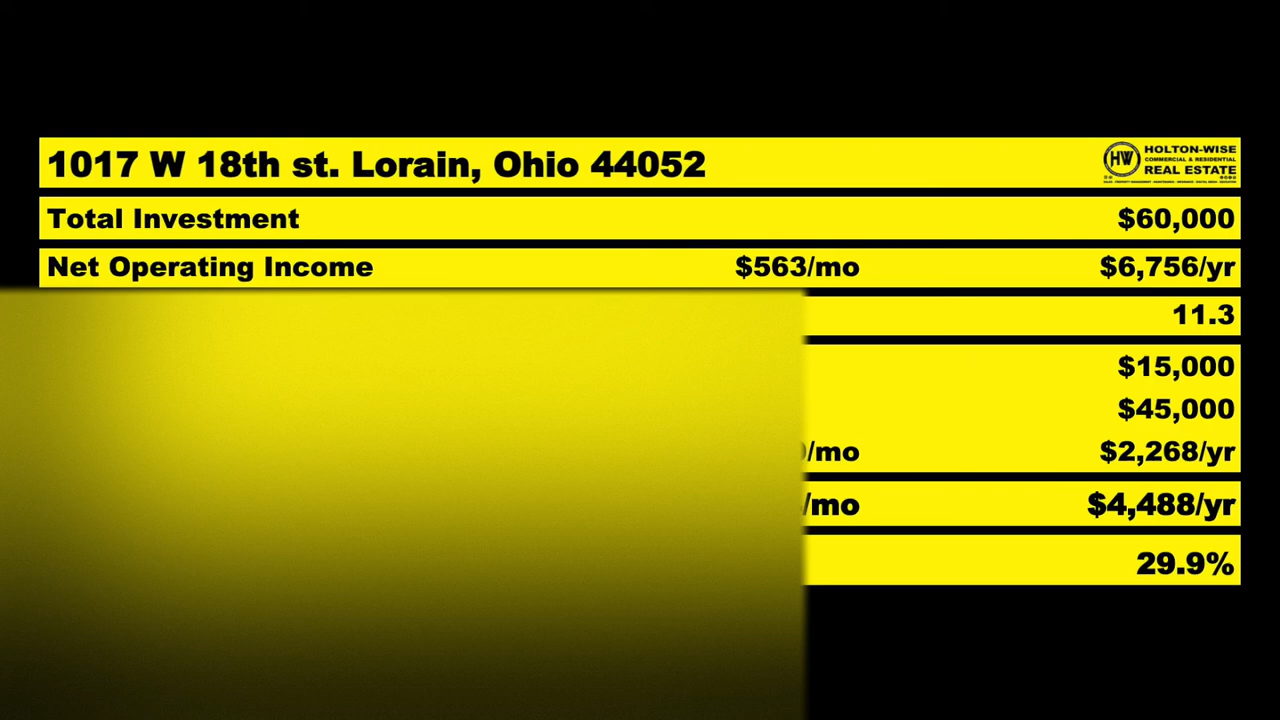 1017 W 18th st. Lorain, Ohio 44052
HW
HOLTON-WISE
COMMERCIAL & RESIDENTIAL
REAL ESTATE
Total Investment $60,000
Net Operating Income $563/mo $6,756/yr
11.3
$15,000
$45,000
/mo $2,268/yr
/mo $4,488/yr
29.9%